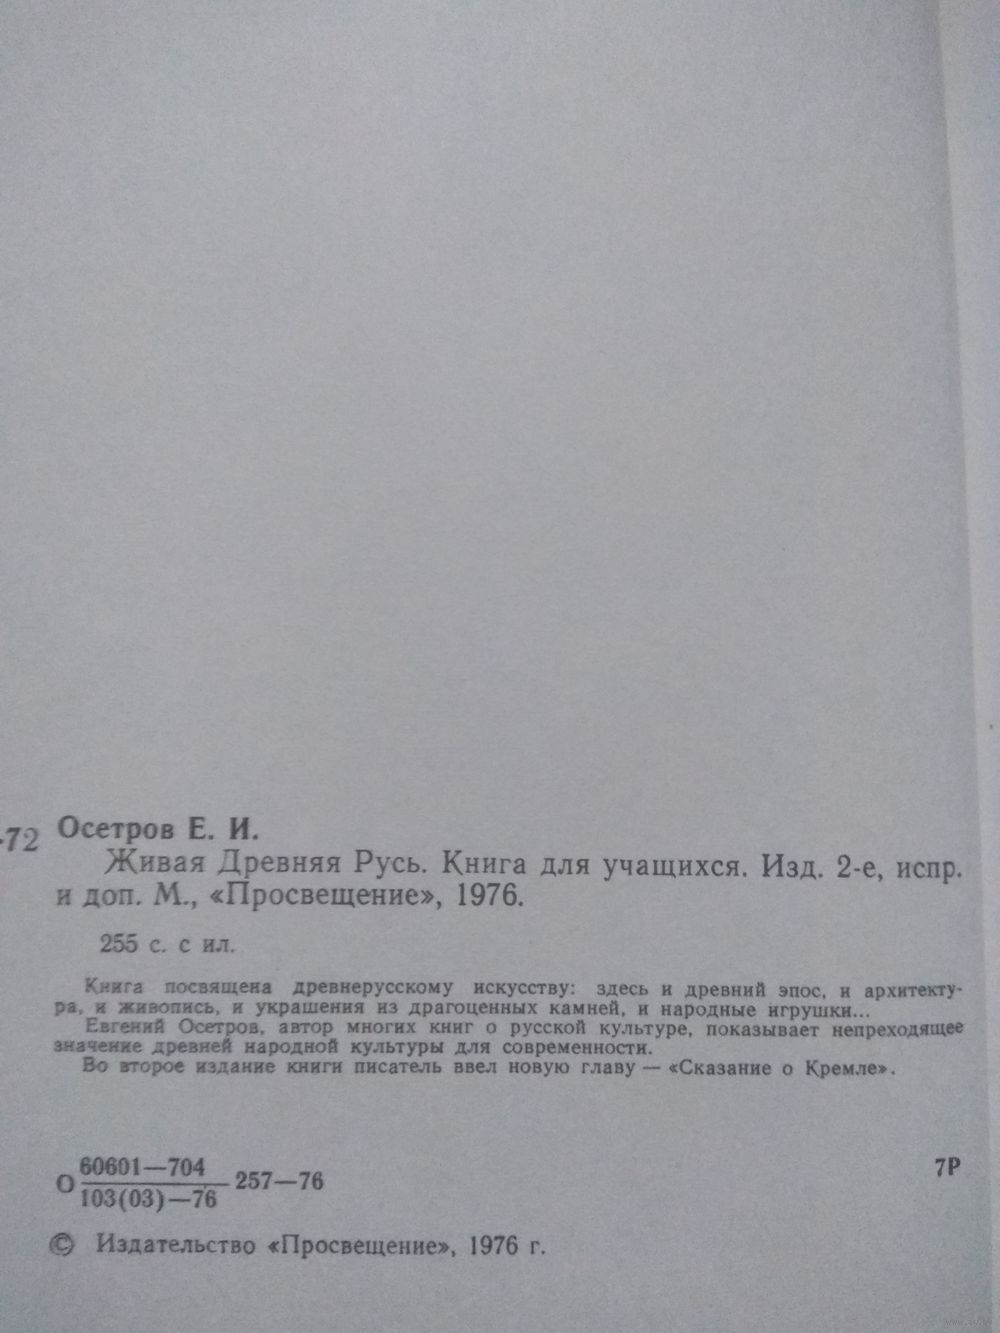 -72 Осетров Е. И.
Живая Древняя Русь. Книга для учащихся. Изд. 2-е, испр.
и доп. М., «Просвещение», 1976.
255 с. с ил.
Книга посвящена древнерусскому искусству: здесь и древний эпос, и архитекту-
ра, и живопись, и украшения из драгоценных камней, и народные игрушки...
Евгений Осетров, автор многих книг о русской культуре, показывает непреходящее
значение древней народной культуры для современности.
Во второе издание книги писатель ввел новую главу — «Сказание о Кремле».
60601—704
О 103(03)—76 257—76
7Р
© Издательство «Просвещение», 1976 г.